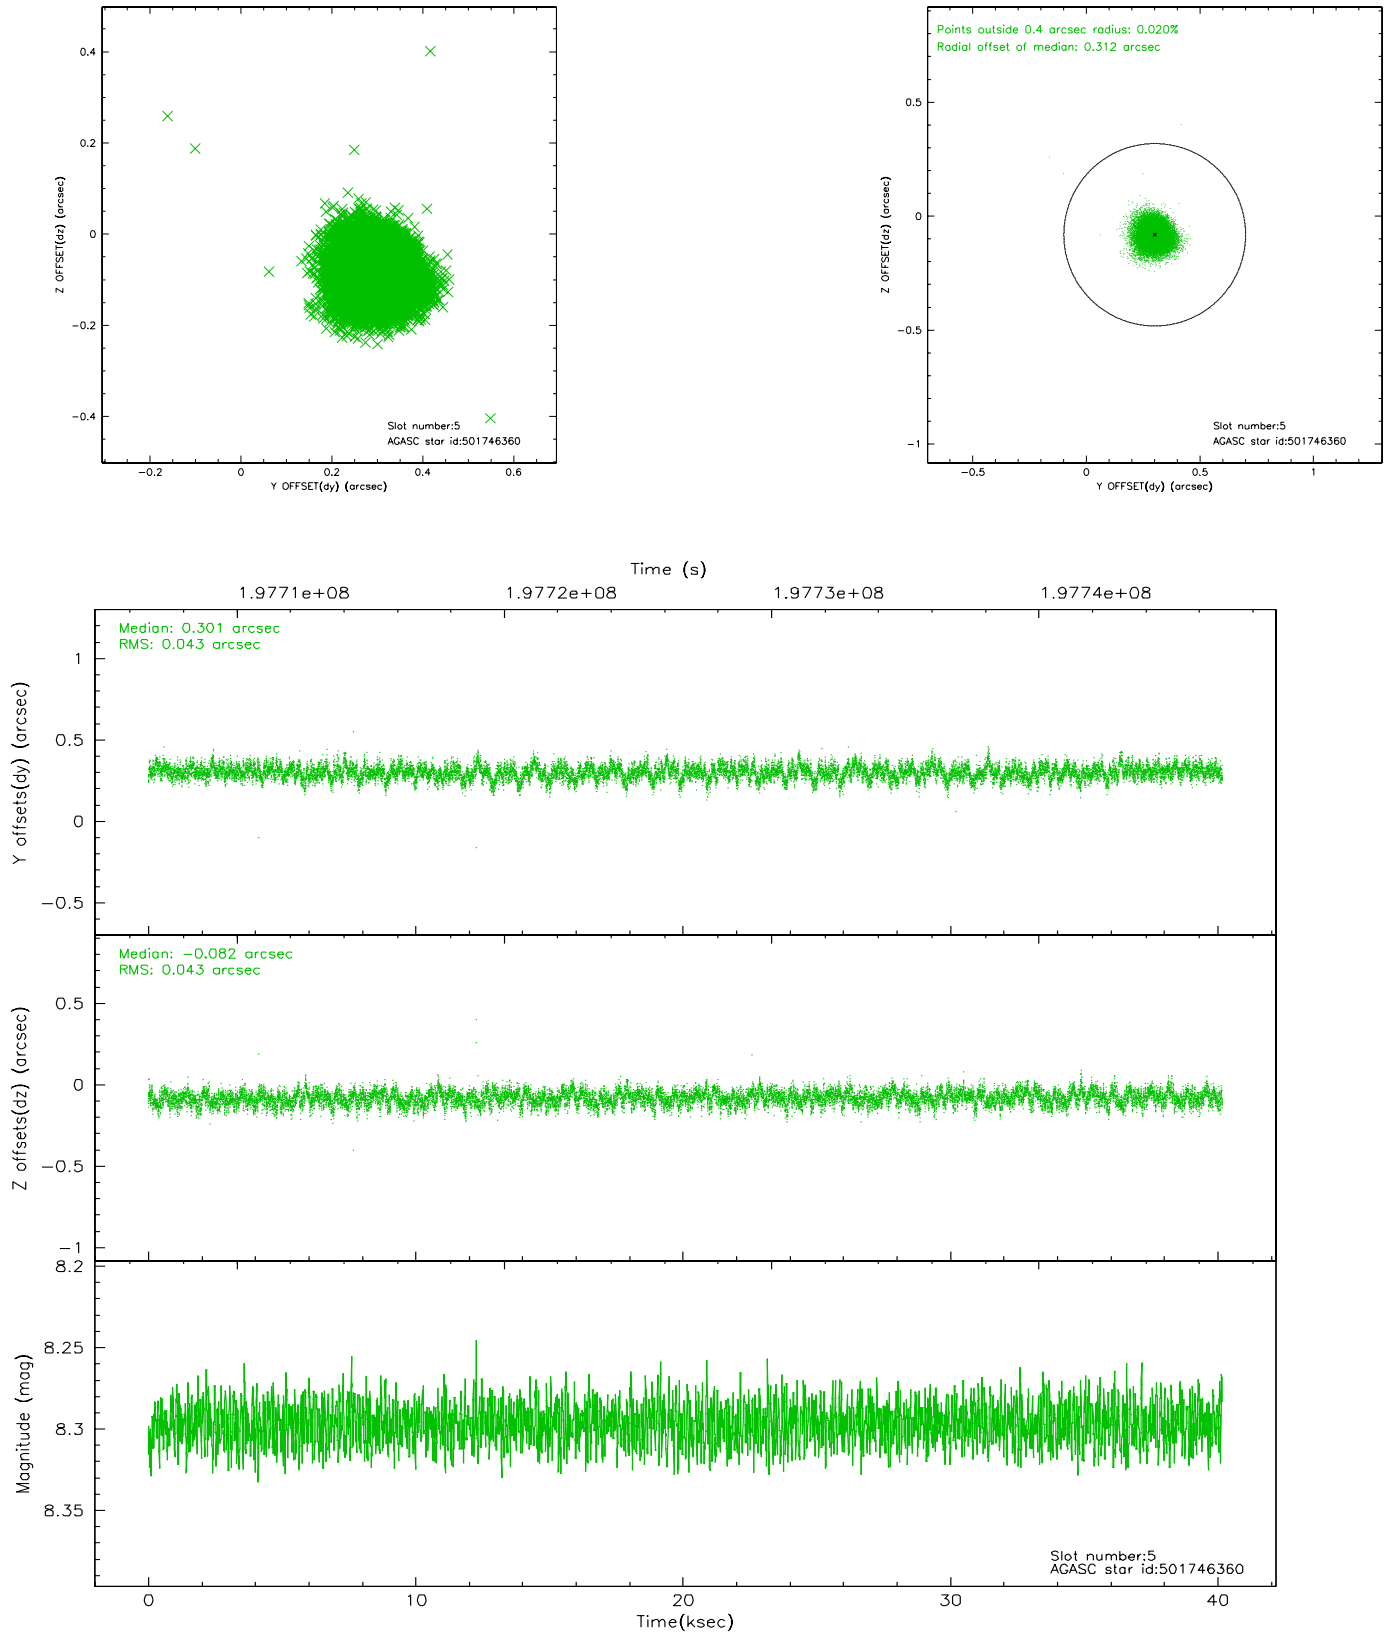 0.4
0.2
0
−0.2
−0.4
Z OFFSET(dz) (arcsec)
Slot number:5
AGASC star id:501746360
−0.2 0 0.2 0.4 0.6
Y OFFSET(dy) (arcsec)
Points outside 0.4 arcsec radius: 0.020%
Radial offset of median: 0.312 arcsec
0.5
0
−0.5
−1
Z OFFSET(dz) (arcsec)
Slot number:5
AGASC star id:501746360
−0.5 0 0.5 1
Y OFFSET(dy) (arcsec)
Time (s)
1.9771e+08 1.9772e+08 1.9773e+08 1.9774e+08
Median: 0.301 arcsec
RMS: 0.043 arcsec
1
0.5
0
−0.5
Y offsets(dy) (arcsec)
Median: −0.082 arcsec
RMS: 0.043 arcsec
0.5
0
−0.5
−1
Z offsets(dz) (arcsec)
8.2
8.25
8.3
8.35
Magnitude (mag)
Slot number:5
AGASC star id:501746360
0 10 20 30 40
Time(ksec)